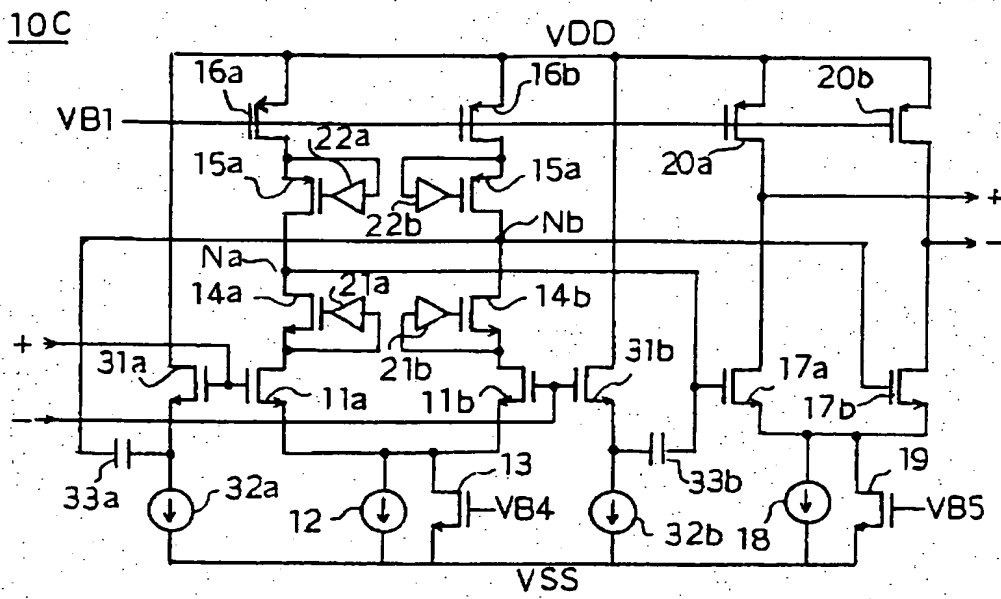 10C
VDD
16a
16b
20b
VB1
22a
20a
15a
15a
22b
+
Nb
Na
−
14a
21a
14b
+
31a
21b
31b
17a
11a
11b
17b
−
33a
32a
13
33b
19
12
VB4
18
VB5
32b
VSS